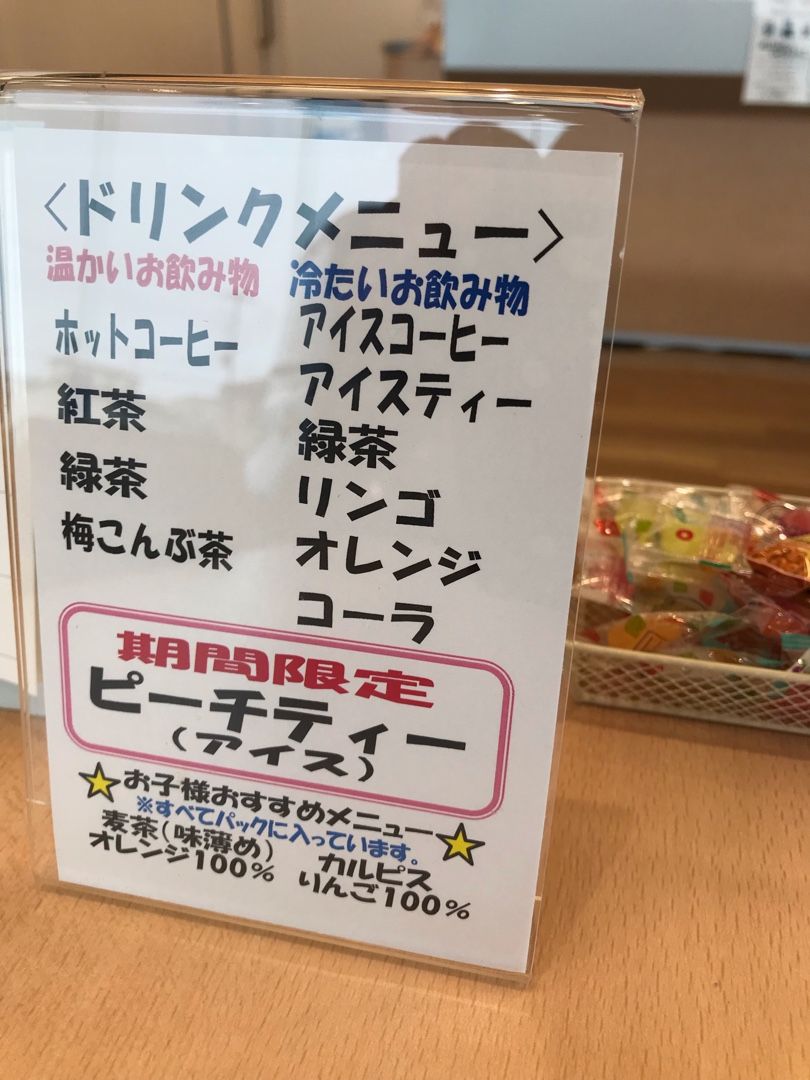 〈ドリンクメニュー〉
温かいお飲み物
ホットコーヒー
紅茶
緑茶
梅こんぶ茶
冷たいお飲み物
アイスコーヒー
アイスティー
緑茶
リンゴ
オレンジ
コーラ
期間限定
ピーチティー
(アイス)
お子様おすすめメニュー
※すべてパックに入っています。
麦茶(味薄め)
オレンジ100%
カルピス
りんご100%